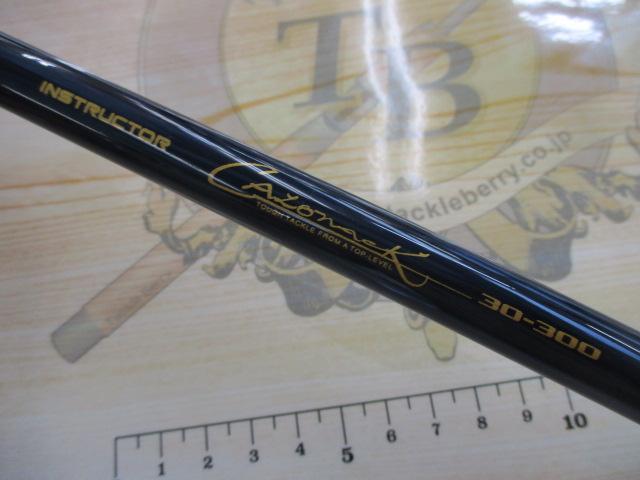 TB
tackleberry.co.jp
INSTRUCTOR
CAzonack
TOUGH TACKLE FROM A TOP-LEVEL
30-300
1 2 3 4 5 6 7 8 9 10